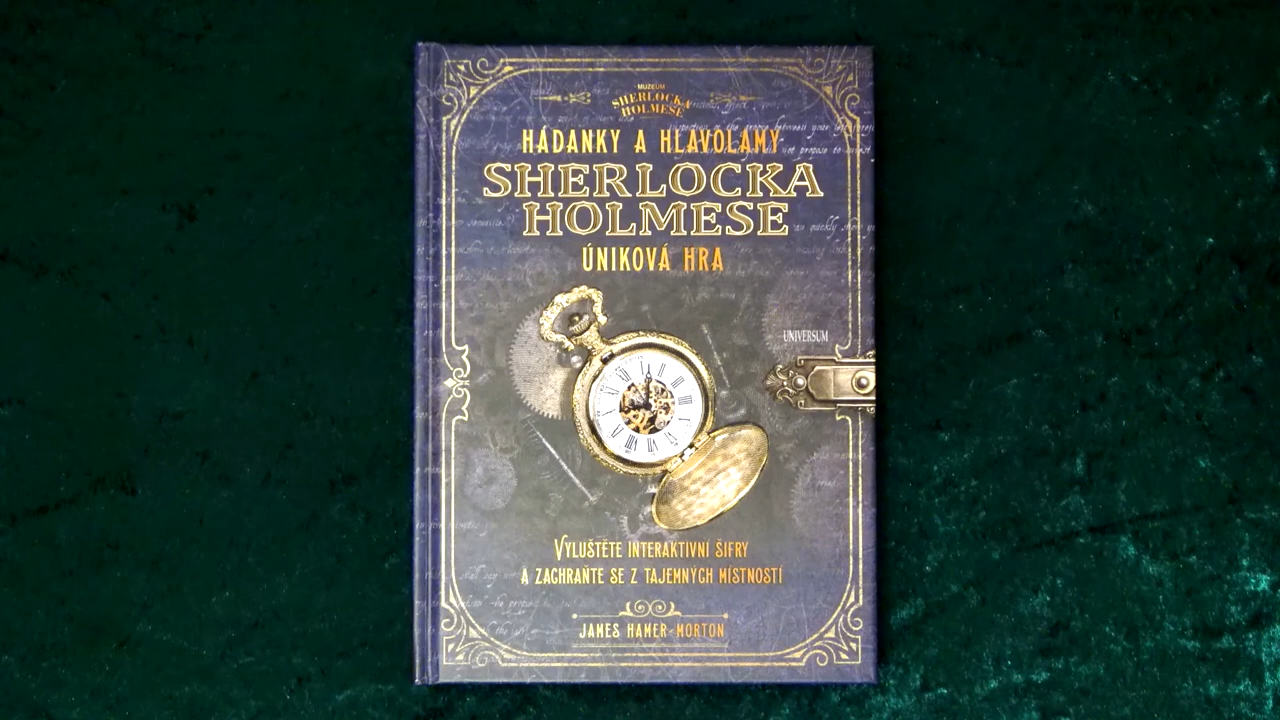 MUZEUM
SHERLOCKA
HOLMESE
HÁDANKY A HLAVOLAMY
SHERLOCKA
HOLMESE
ÚNIKOVÁ HRA
UNIVERSUM
VYLUŠTĚTE INTERAKTIVNÍ ŠIFRY
A ZACHRAŇTE SE Z TAJEMNÝCH MÍSTNOSTÍ
JAMES HAMER-MORTON